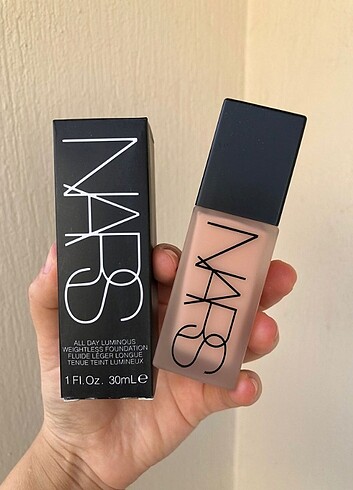 NARS
ALL DAY LUMINOUS
WEIGHTLESS FOUNDATION
FLUIDE LÉGER LONGUE
TENUE TEINT LUMINEUX
1 Fl. Oz. 30mL ℮
NARS